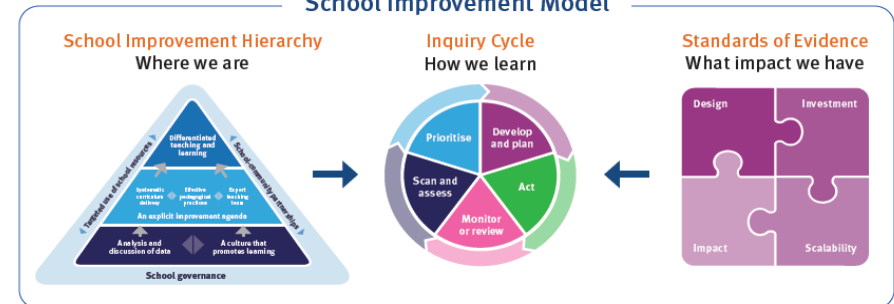 School Improvement Model
School Improvement Hierarchy
Where we are
Differentiated
teaching and
learning
Targeted use of school resources
School-community partnerships
Systematic
curriculum
delivery
Effective
pedagogical
practices
Expert
teaching
team
An explicit improvement agenda
Analysis and
discussion of data
A culture that
promotes learning
School governance
Inquiry Cycle
How we learn
Prioritise
Develop
and plan
Scan and
assess
Act
Monitor
or review
Standards of Evidence
What impact we have
Design
Investment
Impact
Scalability